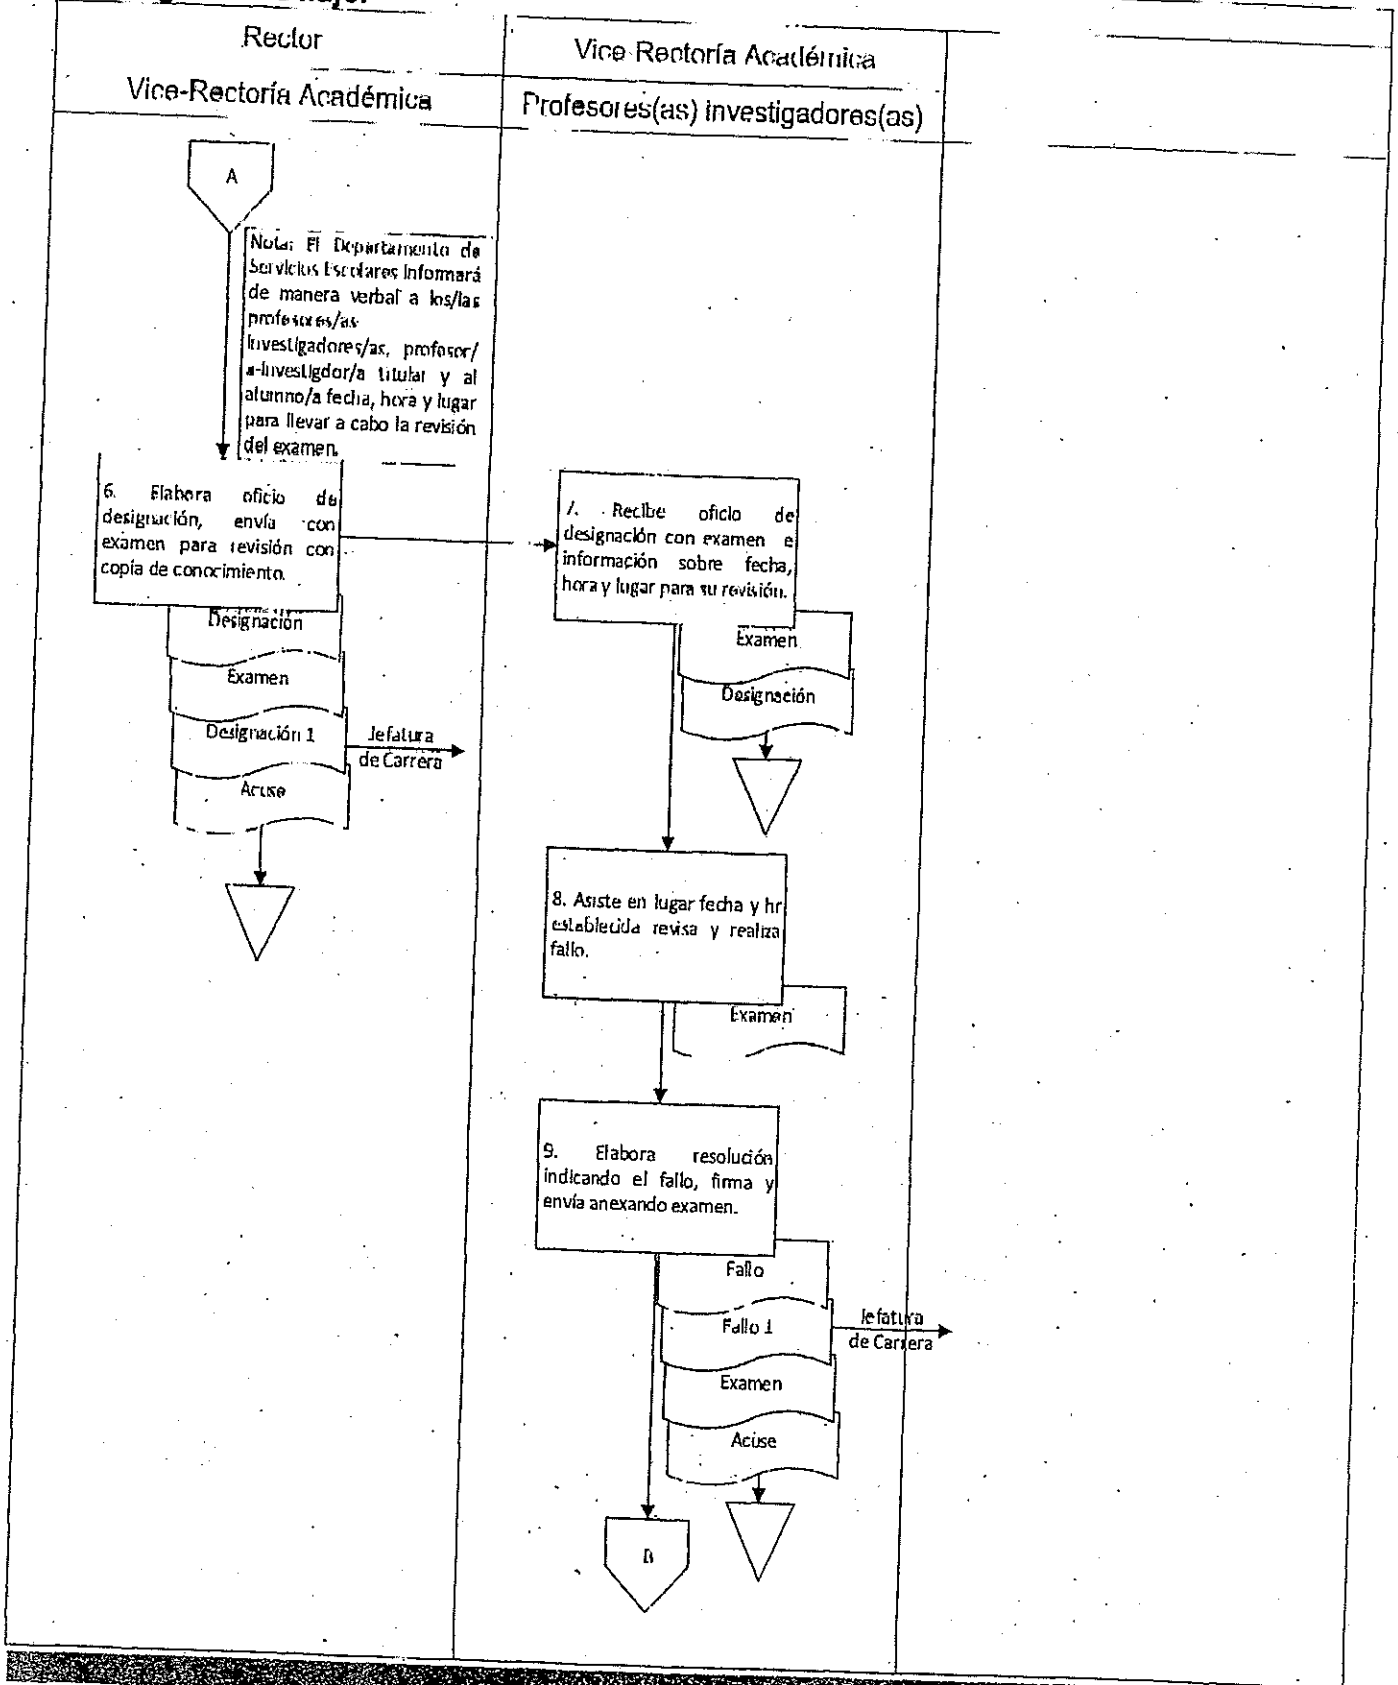 Rector
Vice-Rectoría Académica
Vice-Rectoría Académica
Profesores(as) investigadores(as)
A
Nota: El Departamento de
Servicios Escolares Informará
de manera verbal a los/las
profesores/as
Investigadores/as, profesor/
a-Investigdor/a titular y al
alumno/a fecha, hora y lugar
para llevar a cabo la revisión
del examen.
6. Elabora oficio de
designación, envía con
examen para revisión con
copia de conocimiento.
Designación
Examen
Designación 1
Jefatura
de Carrera
Acuse
7. Recibe oficio de
designación con examen e
información sobre fecha,
hora y lugar para su revisión.
Examen
Designación
8. Asiste en lugar fecha y hr
establecida revisa y realiza
fallo.
Examen
9. Elabora resolución
indicando el fallo, firma y
envía anexando examen.
Fallo
Fallo 1
Jefatura
de Carrera
Examen
Acuse
B